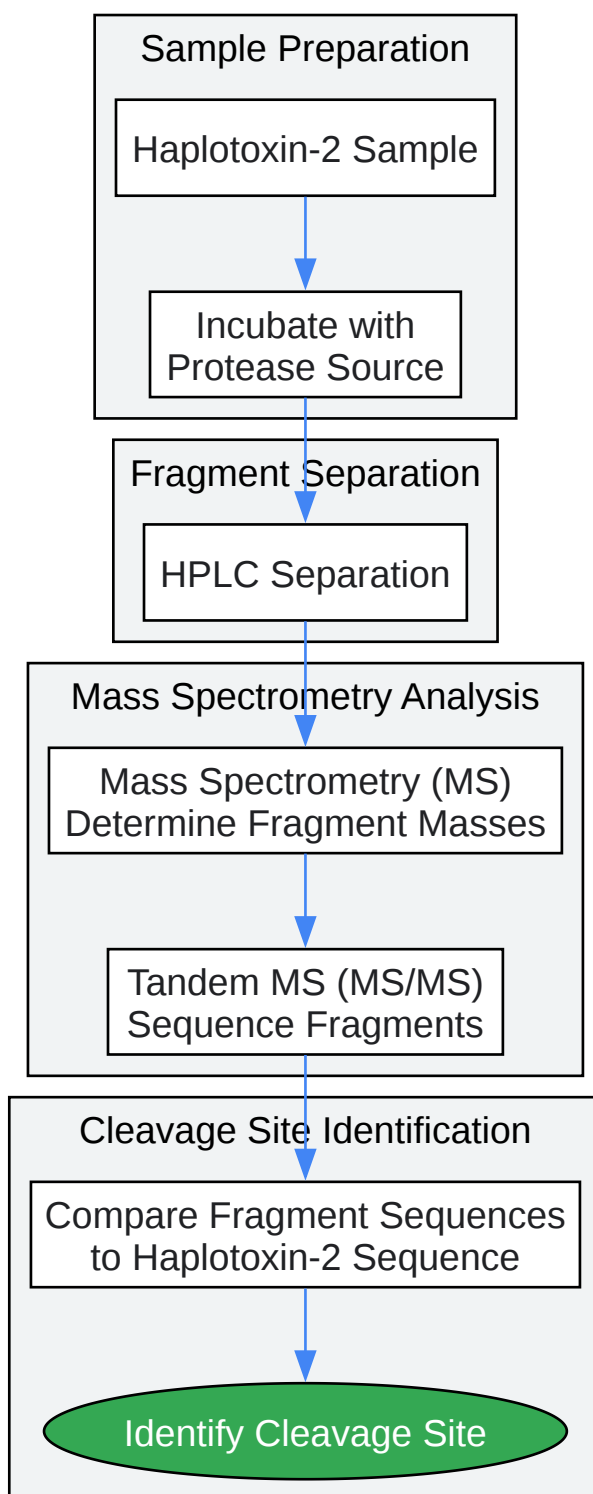 Sample Preparation
Haplotoxin-2 Sample
Incubate with
Protease Source
Fragment Separation
HPLC Separation
Mass Spectrometry Analysis
Mass Spectrometry (MS)
Determine Fragment Masses
Tandem MS (MS/MS)
Sequence Fragments
Cleavage Site Identification
Compare Fragment Sequences
to Haplotoxin-2 Sequence
Identify Cleavage Site